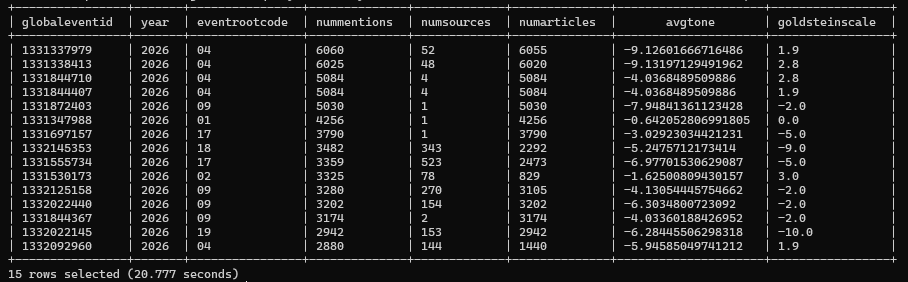 | globaleventid | year | eventrootcode | nummentions | numsources | numarticles | avgtone | goldsteinscale |
| 1331337979 | 2026 | 04 | 6060 | 52 | 6055 | -9.12601666716486 | 1.9 |
| 1331338413 | 2026 | 04 | 6025 | 48 | 6020 | -9.13197129491962 | 2.8 |
| 1331844710 | 2026 | 04 | 5084 | 4 | 5084 | -4.0368489509886 | 2.8 |
| 1331844407 | 2026 | 04 | 5084 | 4 | 5084 | -4.0368489509886 | 1.9 |
| 1331872403 | 2026 | 09 | 5030 | 1 | 5030 | -7.94841361123428 | -2.0 |
| 1331347988 | 2026 | 01 | 4256 | 1 | 4256 | -0.642052806991805 | 0.0 |
| 1331697157 | 2026 | 17 | 3790 | 1 | 3790 | -3.02923034421231 | -5.0 |
| 1332145353 | 2026 | 18 | 3482 | 343 | 2292 | -5.2475712173414 | -9.0 |
| 1331555734 | 2026 | 17 | 3359 | 523 | 2473 | -6.97701530629087 | -5.0 |
| 1331530173 | 2026 | 02 | 3325 | 78 | 829 | -1.62500809430157 | 3.0 |
| 1332125158 | 2026 | 09 | 3280 | 270 | 3105 | -4.13054445754662 | -2.0 |
| 1332022440 | 2026 | 09 | 3202 | 154 | 3202 | -6.3034800723092 | -2.0 |
| 1331844367 | 2026 | 09 | 3174 | 2 | 3174 | -4.03360188426952 | -2.0 |
| 1332022145 | 2026 | 19 | 2942 | 153 | 2942 | -6.28445506298318 | -10.0 |
| 1332092960 | 2026 | 04 | 2880 | 144 | 1440 | -5.94585049741212 | 1.9 |
15 rows selected (20.777 seconds)